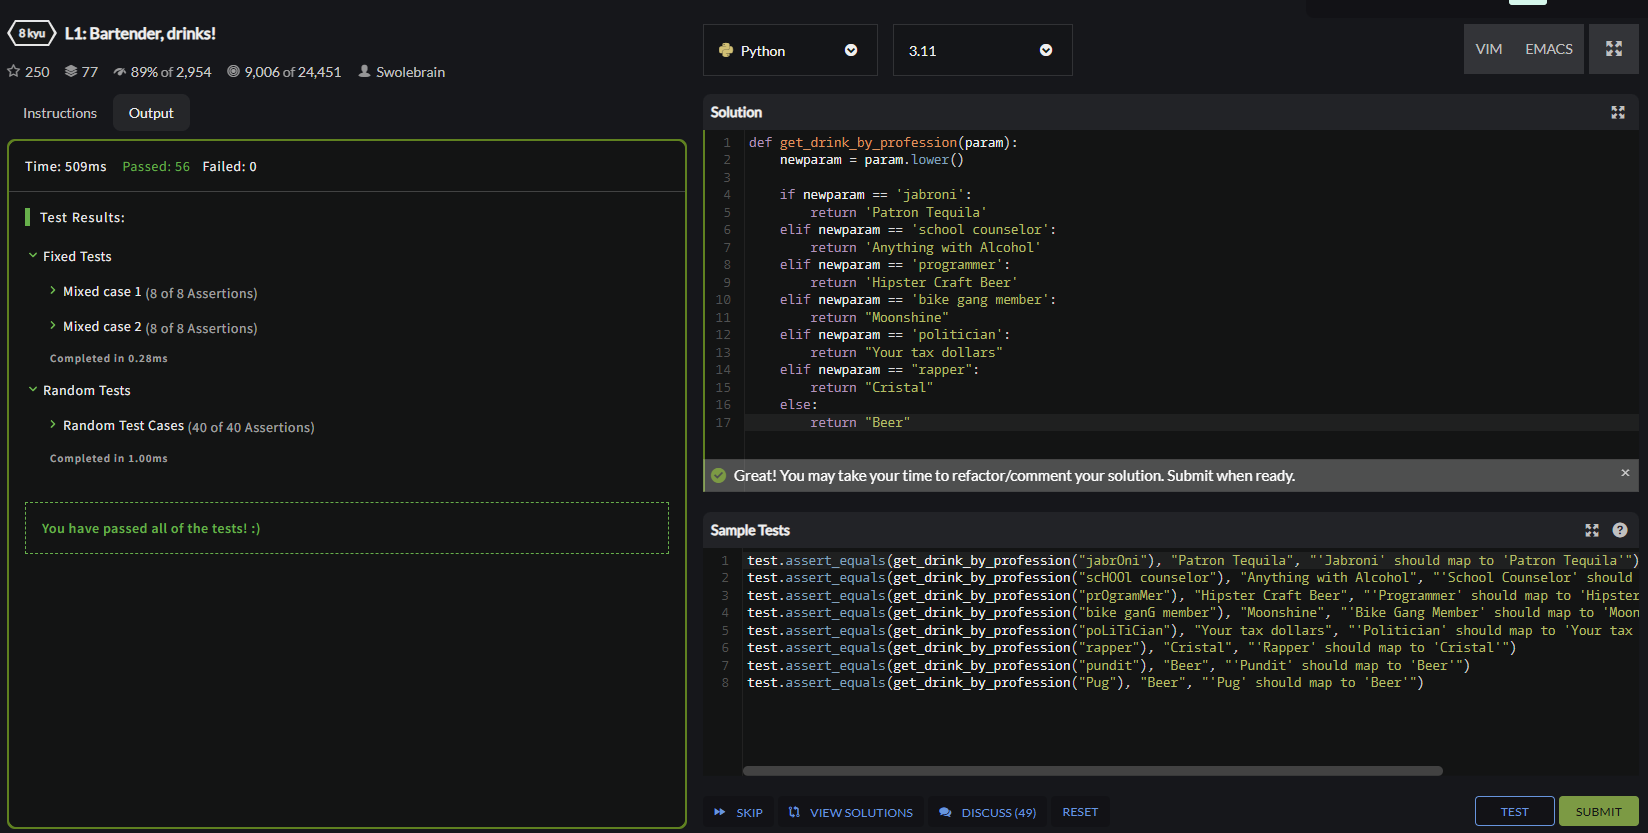 8 kyu L1: Bartender, drinks!
250 77 89% of 2,954 9,006 of 24,451 Swolebrain
Instructions Output
Time: 509ms Passed: 56 Failed: 0
Test Results:
Fixed Tests
Mixed case 1 (8 of 8 Assertions)
Mixed case 2 (8 of 8 Assertions)
Completed in 0.28ms
Random Tests
Random Test Cases (40 of 40 Assertions)
Completed in 1.00ms
You have passed all of the tests! :)
Python 3.11 VIM EMACS
Solution
1 def get_drink_by_profession(param):
2 newparam = param.lower()
3
4 if newparam == 'jabroni':
5 return 'Patron Tequila'
6 elif newparam == 'school counselor':
7 return 'Anything with Alcohol'
8 elif newparam == 'programmer':
9 return 'Hipster Craft Beer'
10 elif newparam == 'bike gang member':
11 return "Moonshine"
12 elif newparam == 'politician':
13 return "Your tax dollars"
14 elif newparam == "rapper":
15 return "Cristal"
16 else:
17 return "Beer"
Great! You may take your time to refactor/comment your solution. Submit when ready.
Sample Tests
1 test.assert_equals(get_drink_by_profession("jabrOni"), "Patron Tequila", "'Jabroni' should map to 'Patron Tequila'")
2 test.assert_equals(get_drink_by_profession("scHOOl counselor"), "Anything with Alcohol", "'School Counselor' should
3 test.assert_equals(get_drink_by_profession("prOgramMer"), "Hipster Craft Beer", "'Programmer' should map to 'Hipster
4 test.assert_equals(get_drink_by_profession("bike ganG member"), "Moonshine", "'Bike Gang Member' should map to 'Moon
5 test.assert_equals(get_drink_by_profession("poLiTiCian"), "Your tax dollars", "'Politician' should map to 'Your tax
6 test.assert_equals(get_drink_by_profession("rapper"), "Cristal", "'Rapper' should map to 'Cristal'")
7 test.assert_equals(get_drink_by_profession("pundit"), "Beer", "'Pundit' should map to 'Beer'")
8 test.assert_equals(get_drink_by_profession("Pug"), "Beer", "'Pug' should map to 'Beer'")
SKIP VIEW SOLUTIONS DISCUSS (49) RESET TEST SUBMIT